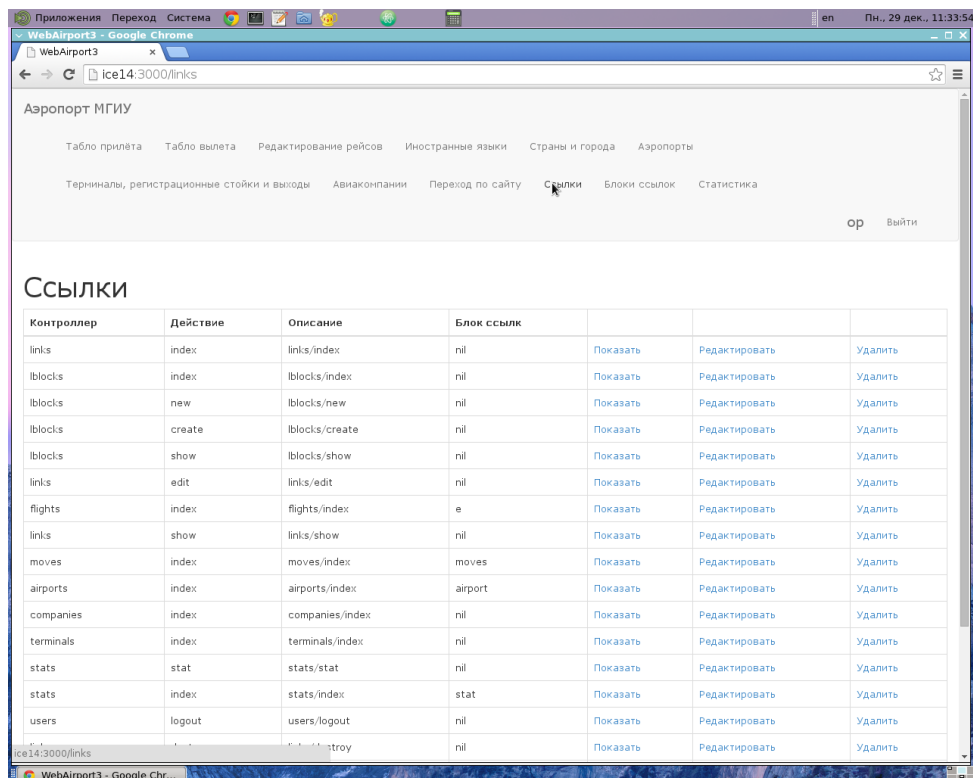 Приложения Переход Система en Пн., 29 дек., 11:33:54
WebAirport3 - Google Chrome
WebAirport3
ice14:3000/links
Аэропорт МГИУ
Табло прилёта Табло вылета Редактирование рейсов Иностранные языки Страны и города Аэропорты
Терминалы, регистрационные стойки и выходы Авиакомпании Переход по сайту Ссылки Блоки ссылок Статистика
op Выйти
Ссылки
Контроллер Действие Описание Блок ссылк
links index links/index nil Показать Редактировать Удалить
lblocks index lblocks/index nil Показать Редактировать Удалить
lblocks new lblocks/new nil Показать Редактировать Удалить
lblocks create lblocks/create nil Показать Редактировать Удалить
lblocks show lblocks/show nil Показать Редактировать Удалить
links edit links/edit nil Показать Редактировать Удалить
flights index flights/index e Показать Редактировать Удалить
links show links/show nil Показать Редактировать Удалить
moves index moves/index moves Показать Редактировать Удалить
airports index airports/index airport Показать Редактировать Удалить
companies index companies/index nil Показать Редактировать Удалить
terminals index terminals/index nil Показать Редактировать Удалить
stats stat stats/stat nil Показать Редактировать Удалить
stats index stats/index stat Показать Редактировать Удалить
users logout users/logout nil Показать Редактировать Удалить
nil Показать Редактировать Удалить
ice14:3000/links
WebAirport3 - Google Chr...